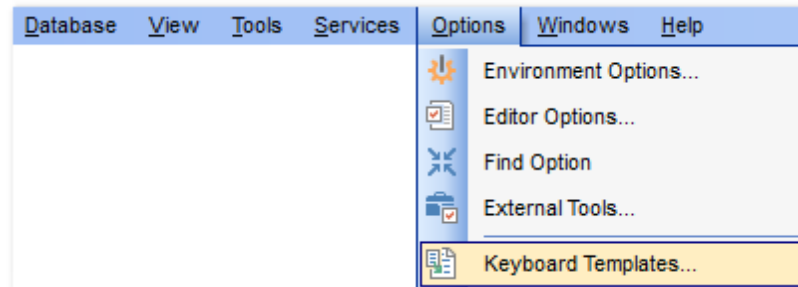 Database View Tools Services Options Windows Help
Environment Options...
Editor Options...
Find Option
External Tools...
Keyboard Templates...